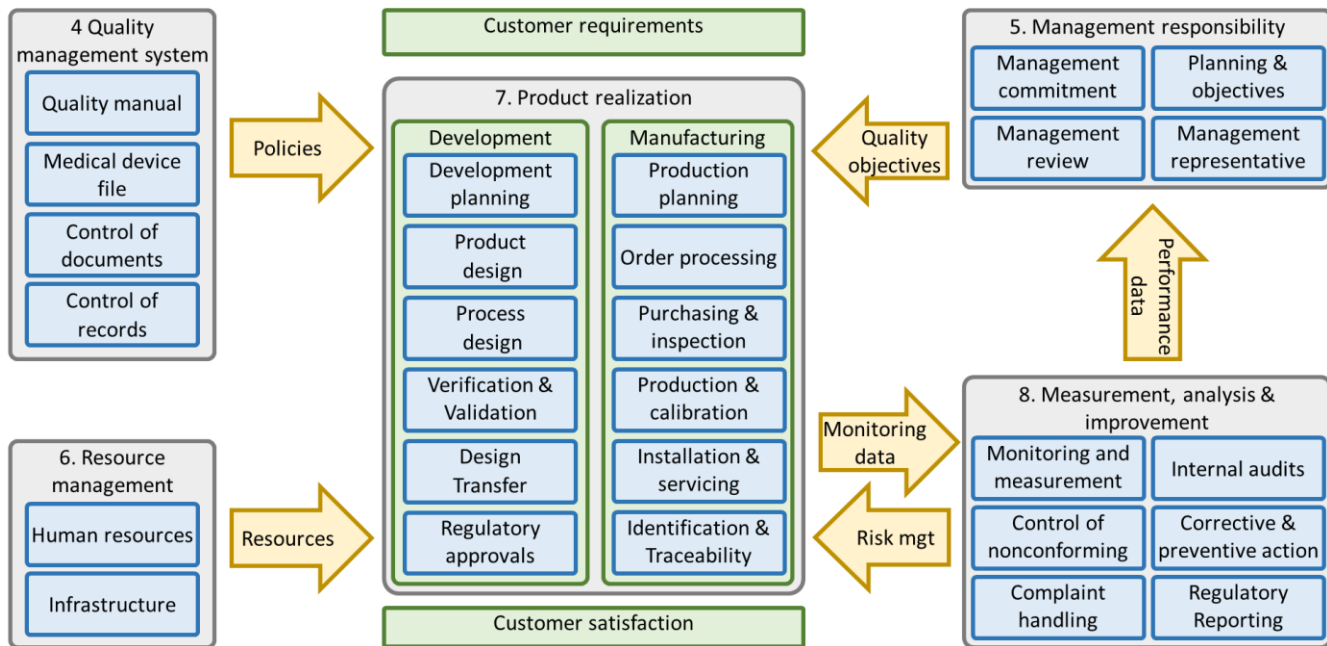 4 Quality
management system
Quality manual
Medical device
file
Control of
documents
Control of
records
6. Resource
management
Human resources
Infrastructure
Policies
Resources
Customer requirements
7. Product realization
Development
Development
planning
Product
design
Process
design
Verification &
Validation
Design
Transfer
Regulatory
approvals
Manufacturing
Production
planning
Order processing
Purchasing &
inspection
Production &
calibration
Installation &
servicing
Identification &
Traceability
Customer satisfaction
Quality
objectives
Monitoring
data
Risk mgt
5. Management responsibility
Management
commitment
Planning &
objectives
Management
review
Management
representative
Performance
data
8. Measurement, analysis &
improvement
Monitoring and
measurement
Internal audits
Control of
nonconforming
Corrective &
preventive action
Complaint
handling
Regulatory
Reporting